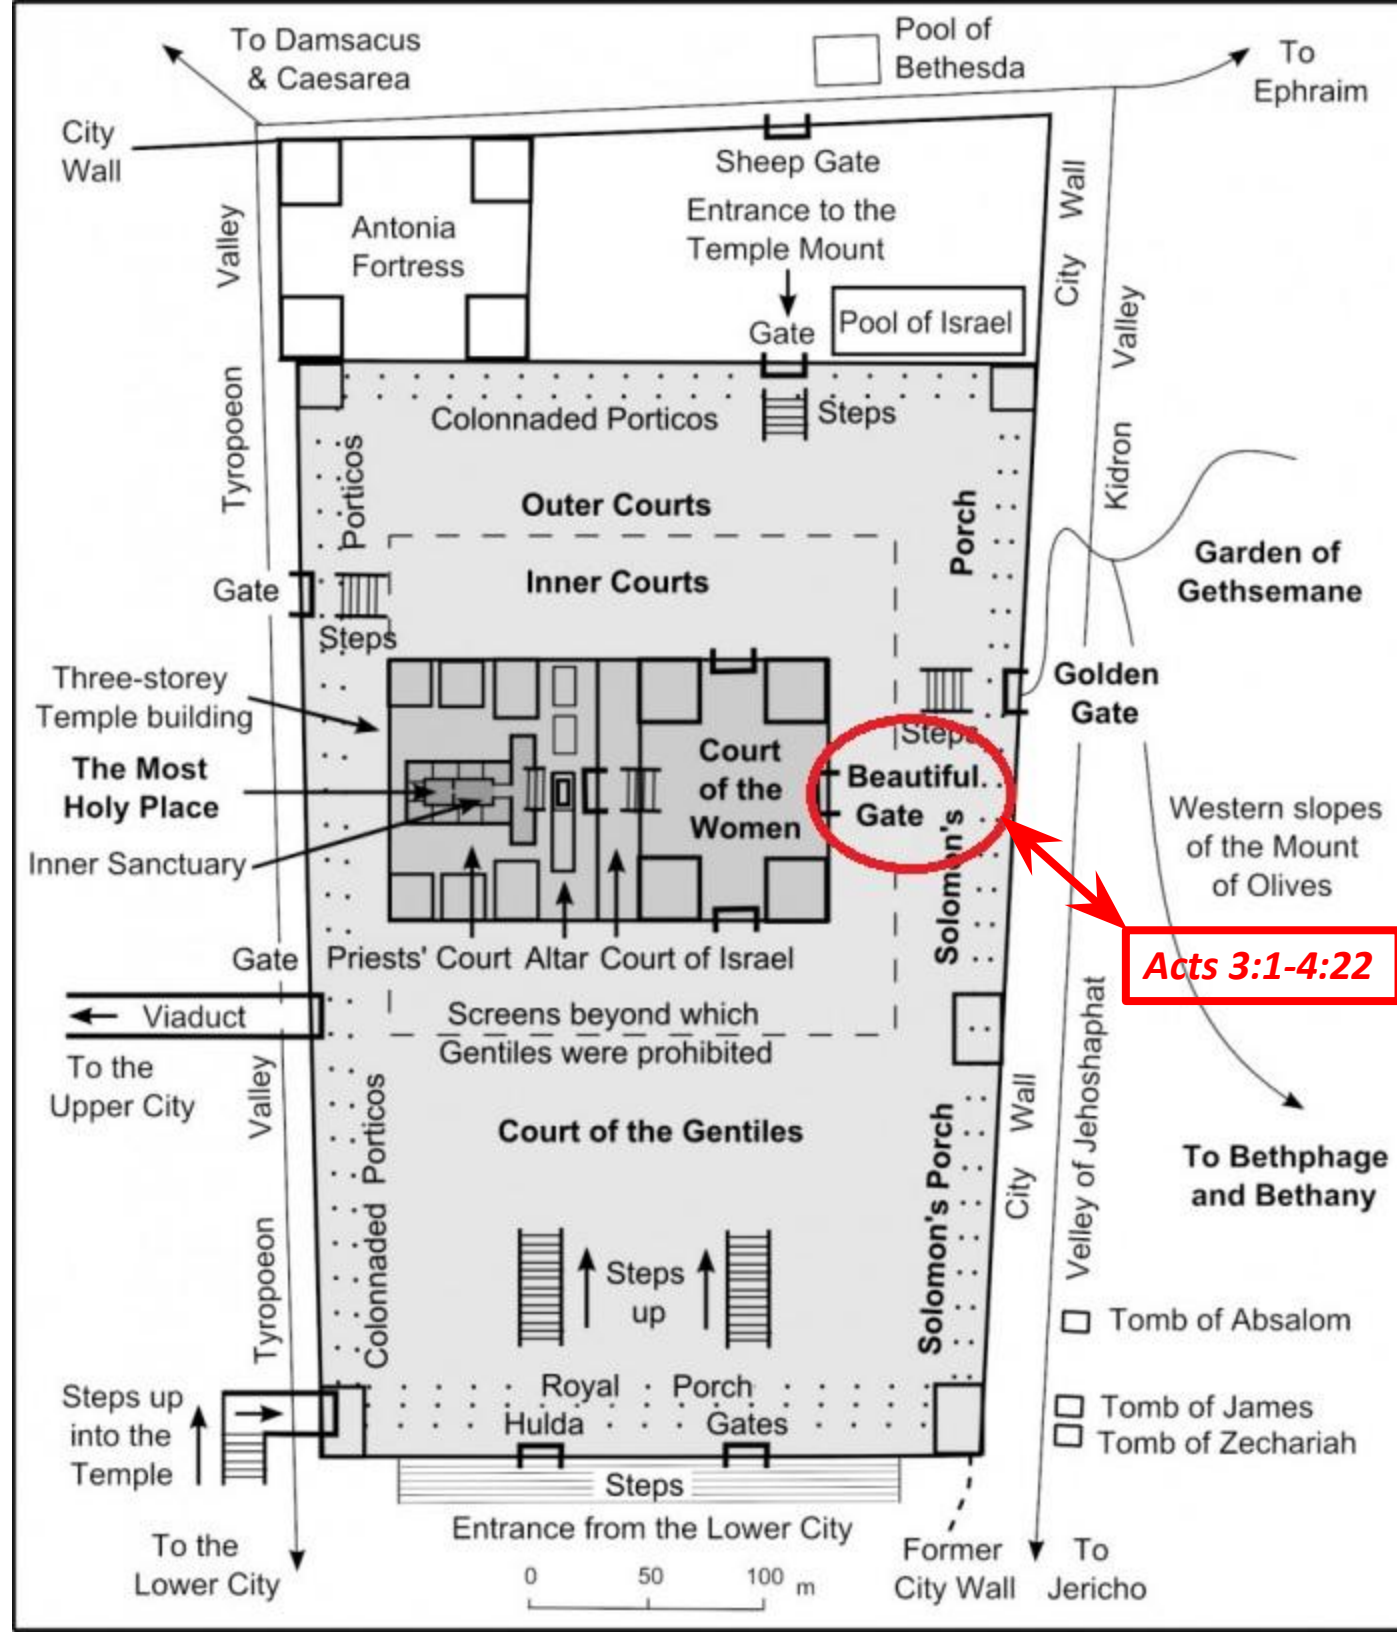 To Damsacus
& Caesarea
Pool of
Bethesda
To
Ephraim
City
Wall
Sheep Gate
City Wall
Valley
Antonia
Fortress
Entrance to the
Temple Mount
Gate
Pool of Israel
Valley
Tyropoeon
Colonnaded Porticos
Steps
Kidron
Porticos
Outer Courts
Porch
Inner Courts
Garden of
Gethsemane
Gate
Steps
Three-storey
Temple building
Golden
Gate
Steps
The Most
Holy Place
Court
of the
Women
Beautiful
Gate
Solomon's
Western slopes
of the Mount
of Olives
Inner Sanctuary
Gate
Priests' Court
Altar
Court of Israel
Acts 3:1-4:22
Viaduct
Screens beyond which
Gentiles were prohibited
To the
Upper City
Valley
Colonnaded Porticos
Court of the Gentiles
Solomon's Porch
City Wall
Velley of Jehoshaphat
To Bethphage
and Bethany
Tyropoeon
Steps
up
Tomb of Absalom
Steps up
into the
Temple
Royal Porch
Hulda Gates
Tomb of James
Tomb of Zechariah
Steps
Entrance from the Lower City
To the
Lower City
Former
City Wall
To
Jericho
0 50 100 m